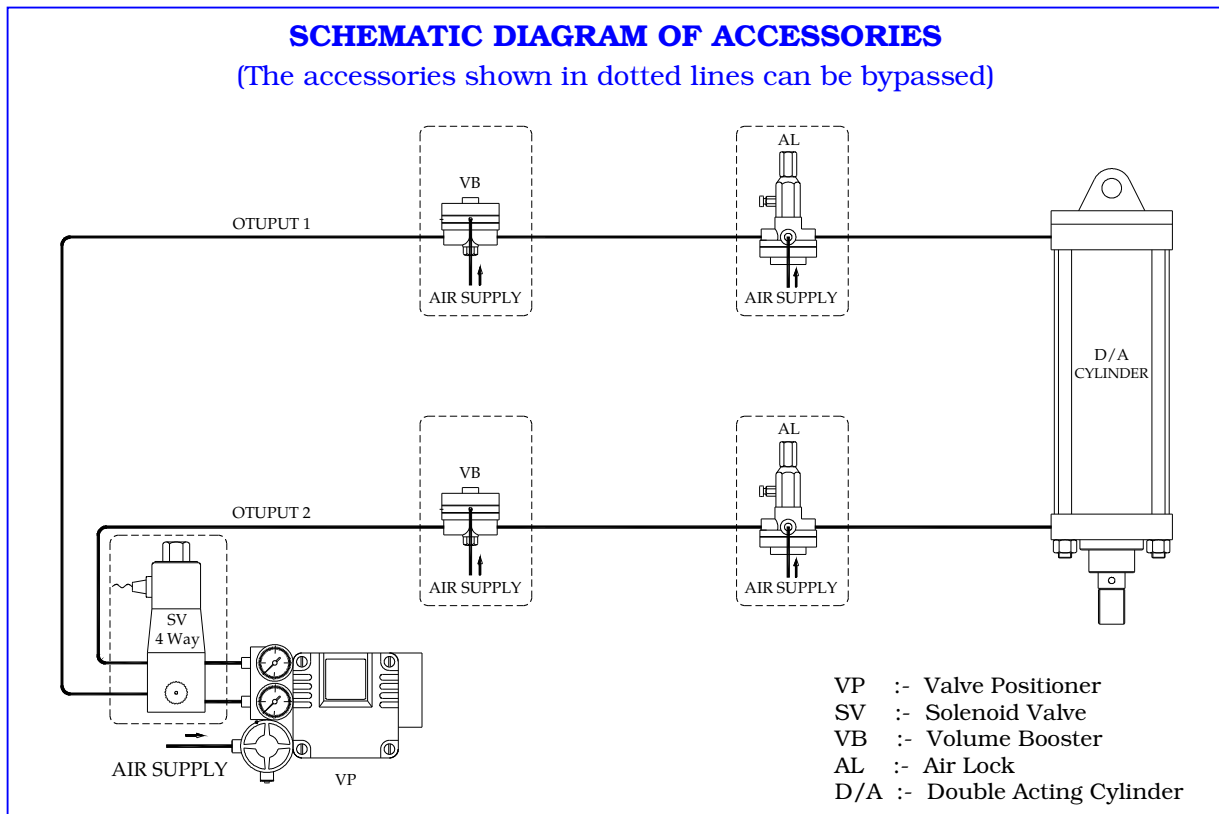 SCHEMATIC DIAGRAM OF ACCESSORIES
(The accessories shown in dotted lines can be bypassed)
AL
VB
OTUPUT 1
AIR SUPPLY
AIR SUPPLY
D/A
CYLINDER
AL
VB
OTUPUT 2
AIR SUPPLY
AIR SUPPLY
SV
4 Way
AIR SUPPLY
VP
VP :- Valve Positioner
SV :- Solenoid Valve
VB :- Volume Booster
AL :- Air Lock
D/A :- Double Acting Cylinder